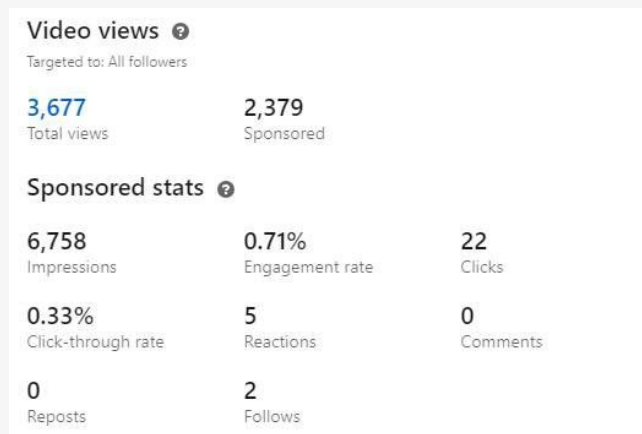 Video views
Targeted to: All followers
3,677 2,379
Total views Sponsored
Sponsored stats
6,758 0.71% 22
Impressions Engagement rate Clicks
0.33% 5 0
Click-through rate Reactions Comments
0 2
Reposts Follows